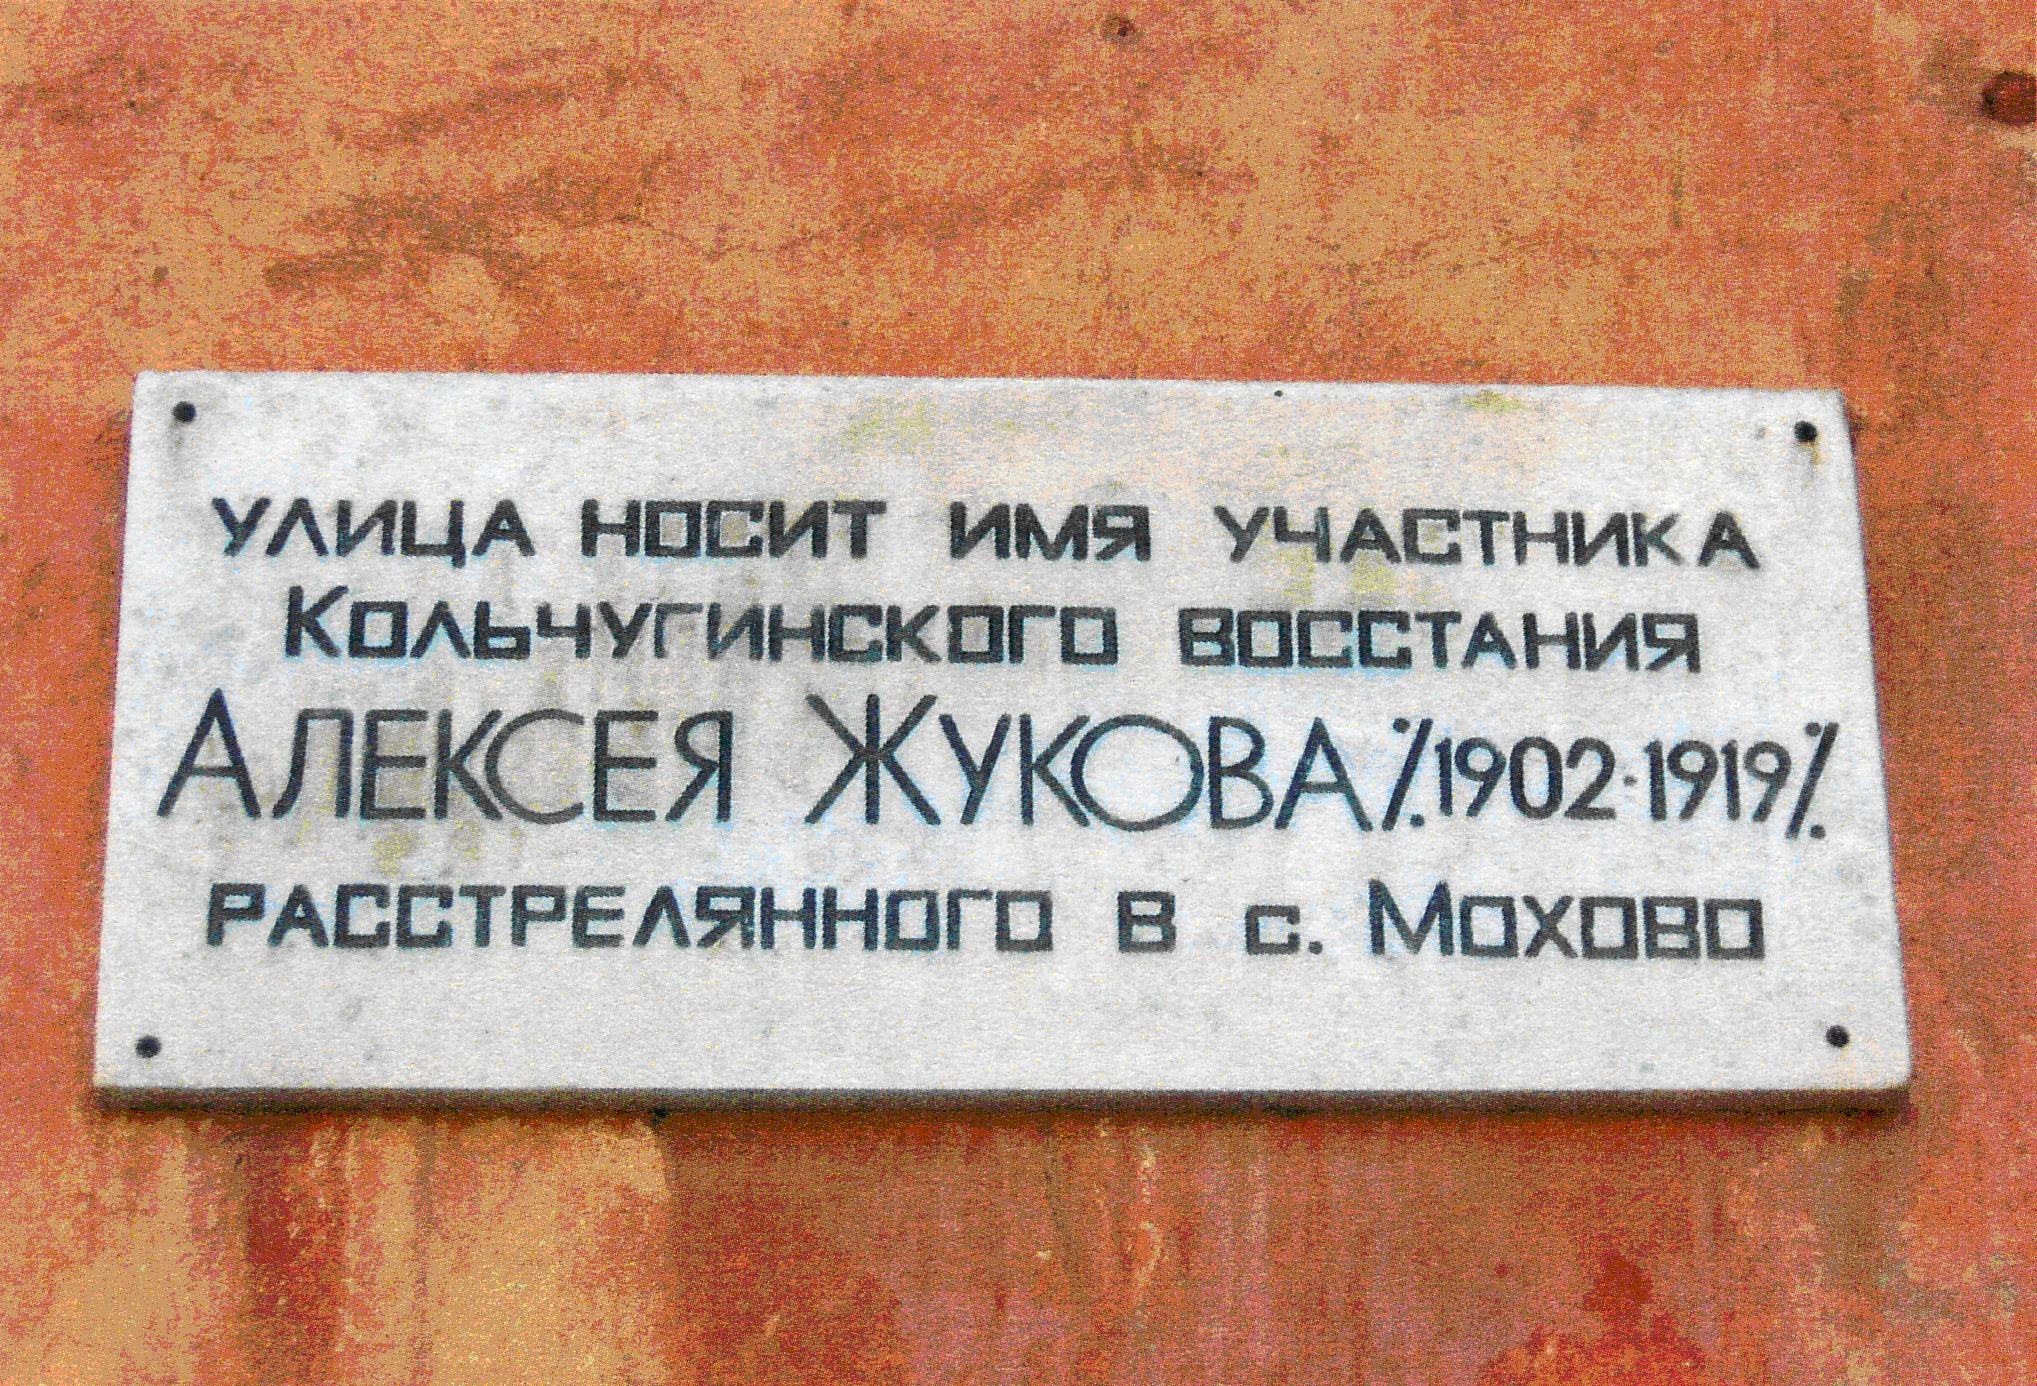 улица носит имя участника
Кольчугинского восстания
Алексея Жукова ⁒1902-1919⁒
расстрелянного в с. Мохово